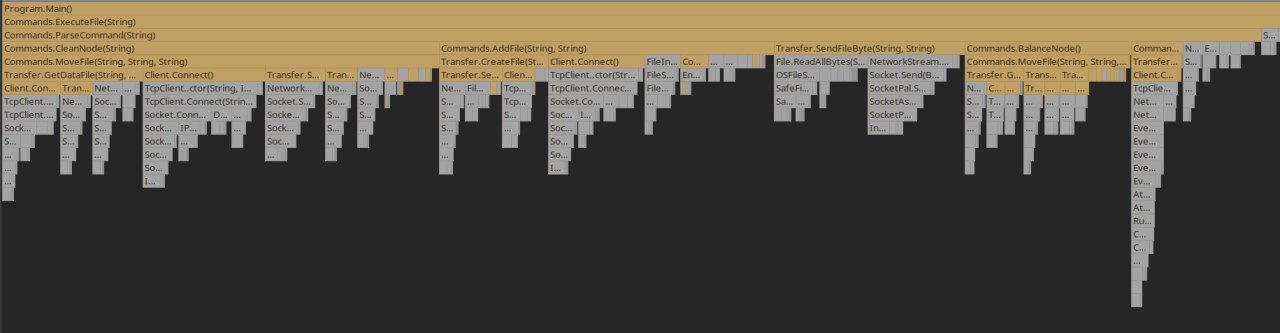 Program.Main()
Commands.ExecuteFile(String)
Commands.ParseCommand(String) S...
Commands.CleanNode(String) Commands.AddFile(String, String) Transfer.SendFileByte(String, String) Commands.BalanceNode() Comman... N... E...
Commands.MoveFile(String, String, String) Transfer.CreateFile(St... Client.Connect() FileIn... Co... ... ... File.ReadAllBytes(S... NetworkStream.... Commands.MoveFile(String, String,... Transfer... ... ...
Transfer.GetDataFile(String, ... Client.Connect() Transfer.S... Tran... Ne... ... Transfer.Se... Clien... TcpClient..ctor(Str... FileS... En... OSFileS... Socket.Send(B... Transfer.G... Trans... Tra... Client.C... ...
Client.Con... Tran... Net... ... TcpClient..ctor(String, I... Network... Ne... So... Ne... Fil... Tcp... TcpClient.Connec... File... SafeFi... SocketPal.S... N... C... ... Tr... ... ... ... TcpClie... ...
TcpClient.... Ne... Soc... ... TcpClient.Connect(Strin... Socket.S... S... S... S... ... Tcp... Socket.Co... ... Sa... ... SocketAs... ... T... ... ... ... ... Net... ...
TcpClient.... So... S... Socket.Conn... D... ... Socke... S... ... S... S... Soc... I... ... SocketP... S... T... ... ... ... ... Net...
Sock... S... S... Sock... IP... ... Sock... S... ... S... ... Soc... ... In... ... ... Eve...
S... S... S... Sock... ... Soc... ... ... So... Eve...
... ... Soc... ... ... ... So... ... Eve...
... So... ... Eve...
... I... I... Ev...
At...
At...
Ru...
C...
C...
...